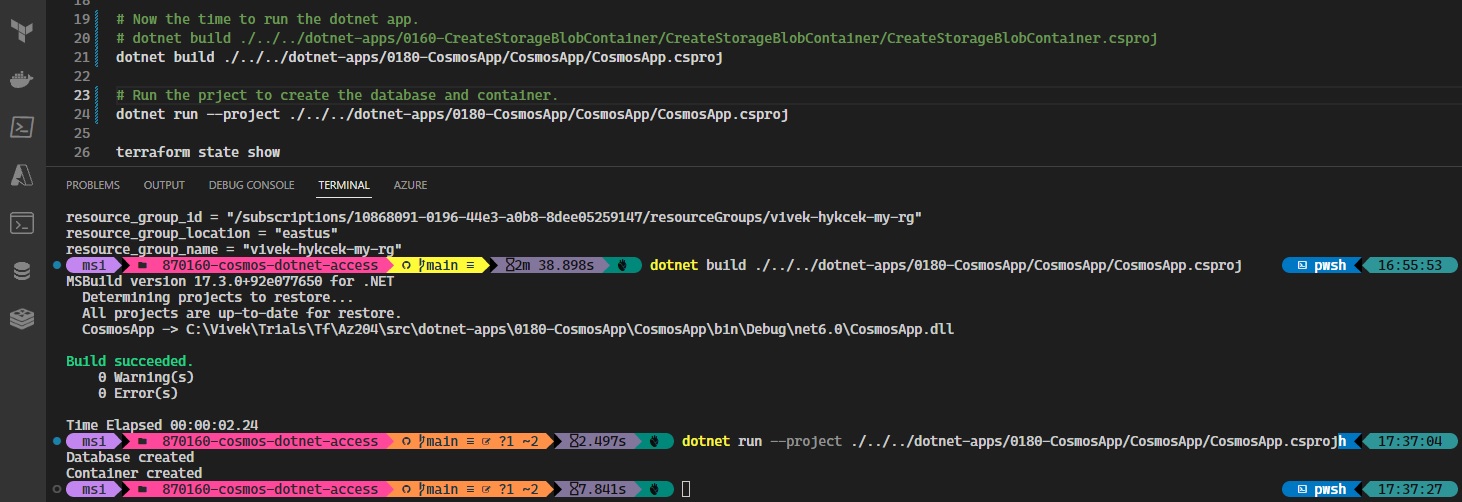 18
19 # Now the time to run the dotnet app.
20 # dotnet build ./../../dotnet-apps/0160-CreateStorageBlobContainer/CreateStorageBlobContainer/CreateStorageBlobContainer.csproj
21 dotnet build ./../../dotnet-apps/0180-CosmosApp/CosmosApp/CosmosApp.csproj
22
23 # Run the prject to create the database and container.
24 dotnet run --project ./../../dotnet-apps/0180-CosmosApp/CosmosApp/CosmosApp.csproj
25
26 terraform state show
PROBLEMS OUTPUT DEBUG CONSOLE TERMINAL AZURE
resource_group_id = "/subscriptions/10868091-0196-44e3-a0b8-8dee05259147/resourceGroups/vivek-hykcek-my-rg"
resource_group_location = "eastus"
resource_group_name = "vivek-hykcek-my-rg"
msi 870160-cosmos-dotnet-access main ≡ 2m 38.898s dotnet build ./../../dotnet-apps/0180-CosmosApp/CosmosApp/CosmosApp.csproj pwsh 16:55:53
MSBuild version 17.3.0+92e077650 for .NET
Determining projects to restore...
All projects are up-to-date for restore.
CosmosApp -> C:\Vivek\Trials\Tf\Az204\src\dotnet-apps\0180-CosmosApp\CosmosApp\bin\Debug\net6.0\CosmosApp.dll
Build succeeded.
0 Warning(s)
0 Error(s)
Time Elapsed 00:00:02.24
msi 870160-cosmos-dotnet-access main ≡ ?1 ~2 2.497s dotnet run --project ./../../dotnet-apps/0180-CosmosApp/CosmosApp/CosmosApp.csprojh 17:37:04
Database created
Container created
msi 870160-cosmos-dotnet-access main ≡ ?1 ~2 7.841s pwsh 17:37:27